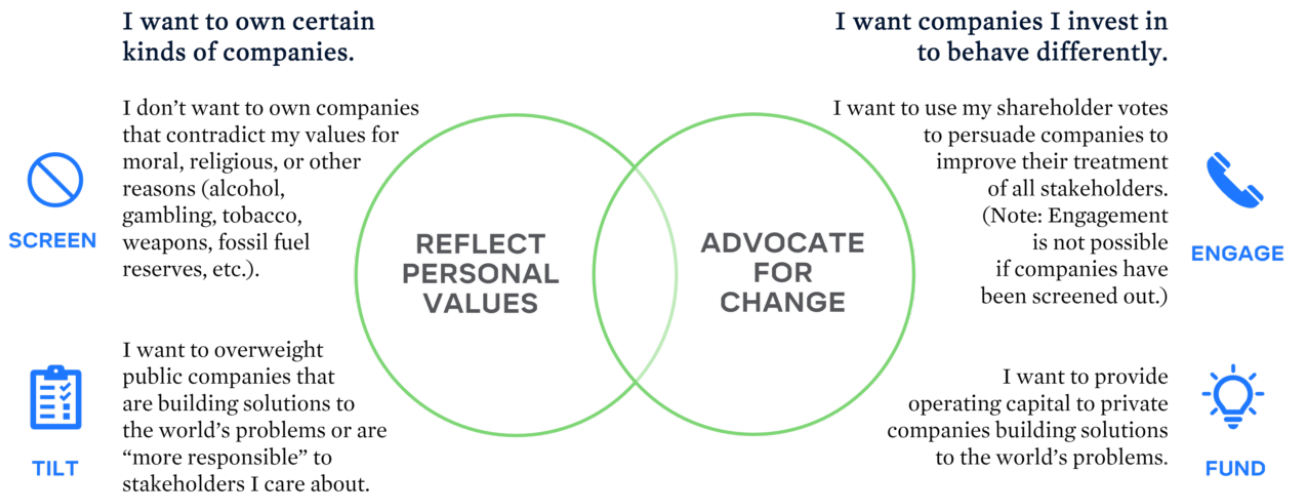 I want to own certain
kinds of companies.
I don’t want to own companies
that contradict my values for
moral, religious, or other
reasons (alcohol,
gambling, tobacco,
weapons, fossil fuel
reserves, etc.).
SCREEN
I want to overweight
public companies that
are building solutions to
the world’s problems or are
“more responsible” to
stakeholders I care about.
TILT
REFLECT
PERSONAL
VALUES
ADVOCATE
FOR
CHANGE
I want companies I invest in
to behave differently.
I want to use my shareholder votes
to persuade companies to
improve their treatment
of all stakeholders.
(Note: Engagement
is not possible
if companies have
been screened out.)
ENGAGE
I want to provide
operating capital to private
companies building solutions
to the world’s problems.
FUND